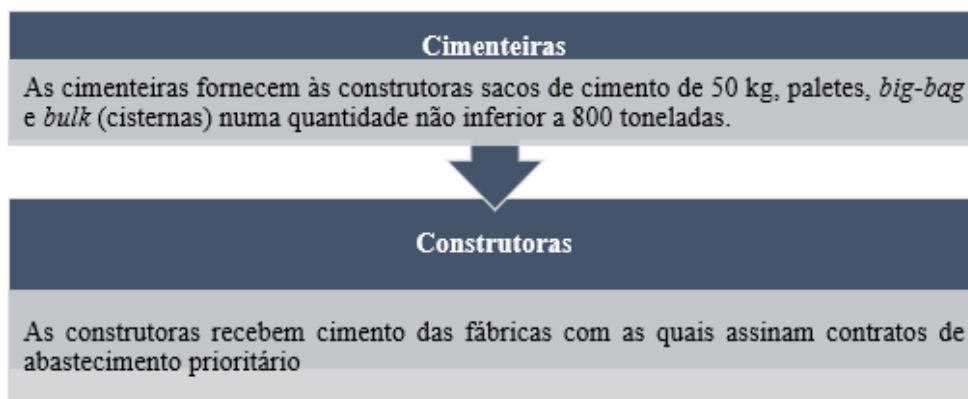 Cimenteiras
As cimenteiras fornecem às construtoras sacos de cimento de 50 kg, paletes, big-bag
e bulk (cisternas) numa quantidade não inferior a 800 toneladas.
Construtoras
As construtoras recebem cimento das fábricas com as quais assinam contratos de
abastecimento prioritário